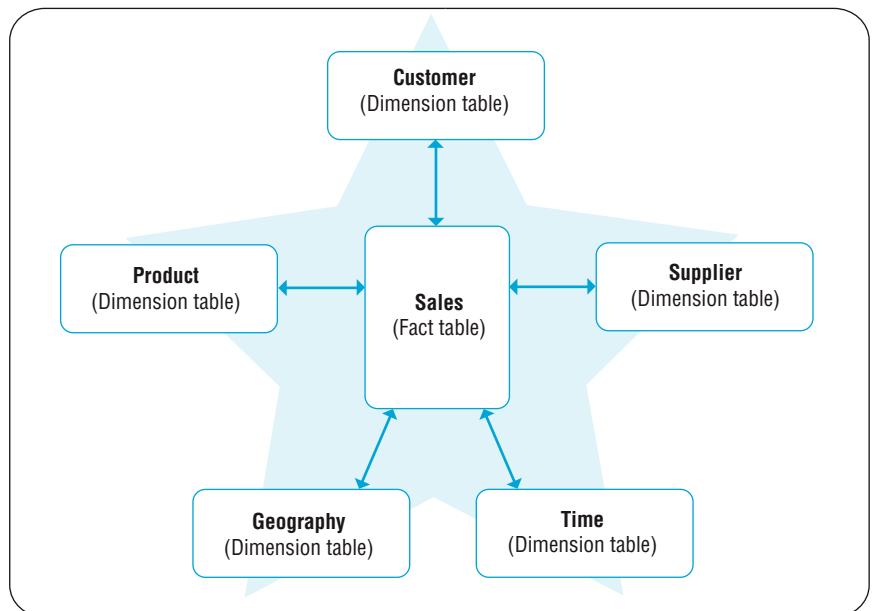 Customer
(Dimension table)
Product
(Dimension table)
Sales
(Fact table)
Supplier
(Dimension table)
Geography
(Dimension table)
Time
(Dimension table)